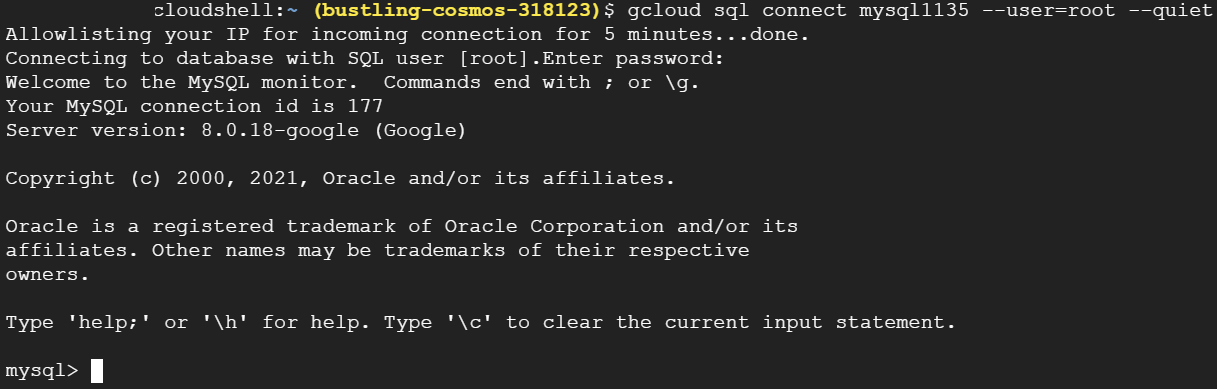 cloudshell:~ (bustling-cosmos-318123)$ gcloud sql connect mysql1135 --user=root --quiet
Allowlisting your IP for incoming connection for 5 minutes...done.
Connecting to database with SQL user [root].Enter password:
Welcome to the MySQL monitor.  Commands end with ; or \g.
Your MySQL connection id is 177
Server version: 8.0.18-google (Google)
Copyright (c) 2000, 2021, Oracle and/or its affiliates.
Oracle is a registered trademark of Oracle Corporation and/or its
affiliates. Other names may be trademarks of their respective
owners.
Type 'help;' or '\h' for help. Type '\c' to clear the current input statement.
mysql>